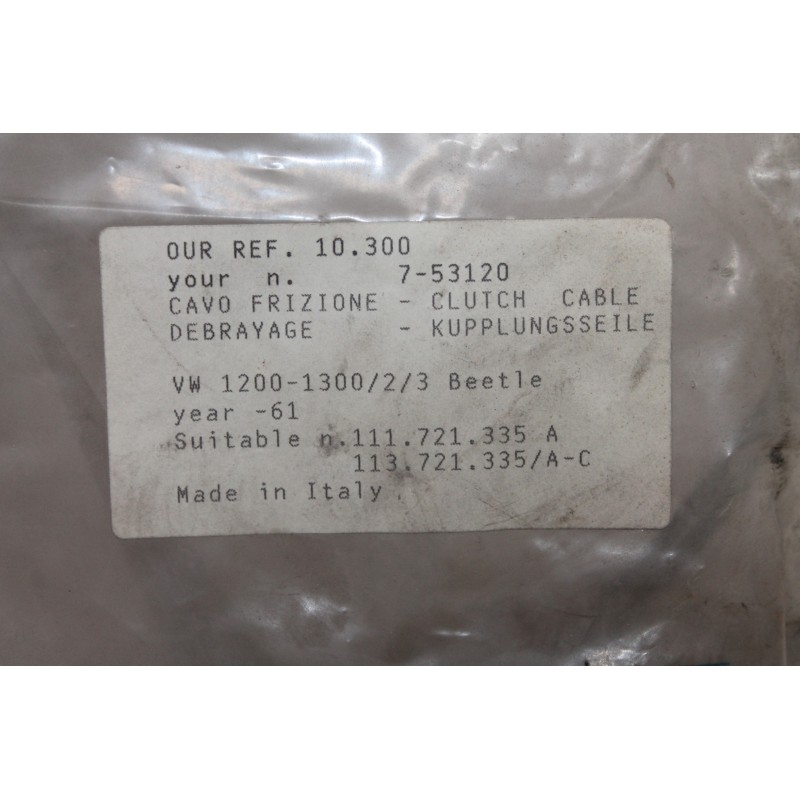 OUR REF. 10.300
your n. 7-53120
CAVO FRIZIONE - CLUTCH CABLE
DEBRAYAGE - KUPPLUNGSSEILE
VW 1200-1300/2/3 Beetle
year -61
Suitable n.111.721.335 A
113.721.335/A-C
Made in Italy.